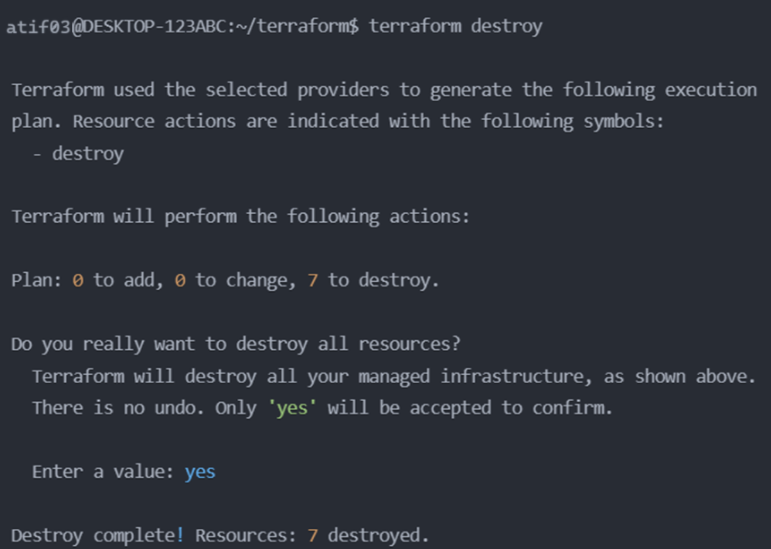 atif03@DESKTOP-123ABC:~/terraform$ terraform destroy
Terraform used the selected providers to generate the following execution
plan. Resource actions are indicated with the following symbols:
- destroy
Terraform will perform the following actions:
Plan: 0 to add, 0 to change, 7 to destroy.
Do you really want to destroy all resources?
Terraform will destroy all your managed infrastructure, as shown above.
There is no undo. Only 'yes' will be accepted to confirm.
Enter a value: yes
Destroy complete! Resources: 7 destroyed.